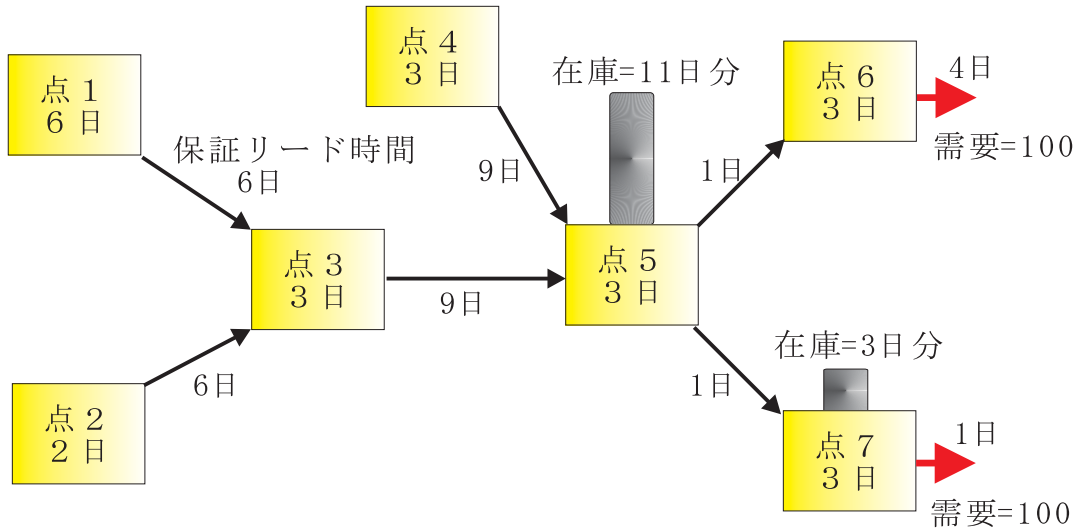 点1
6日
保証リード時間
6日
点2
2日
6日
点3
3日
9日
点4
3日
9日
在庫=11日分
点5
3日
1日
1日
点6
3日
4日
需要=100
在庫=3日分
点7
3日
1日
需要=100